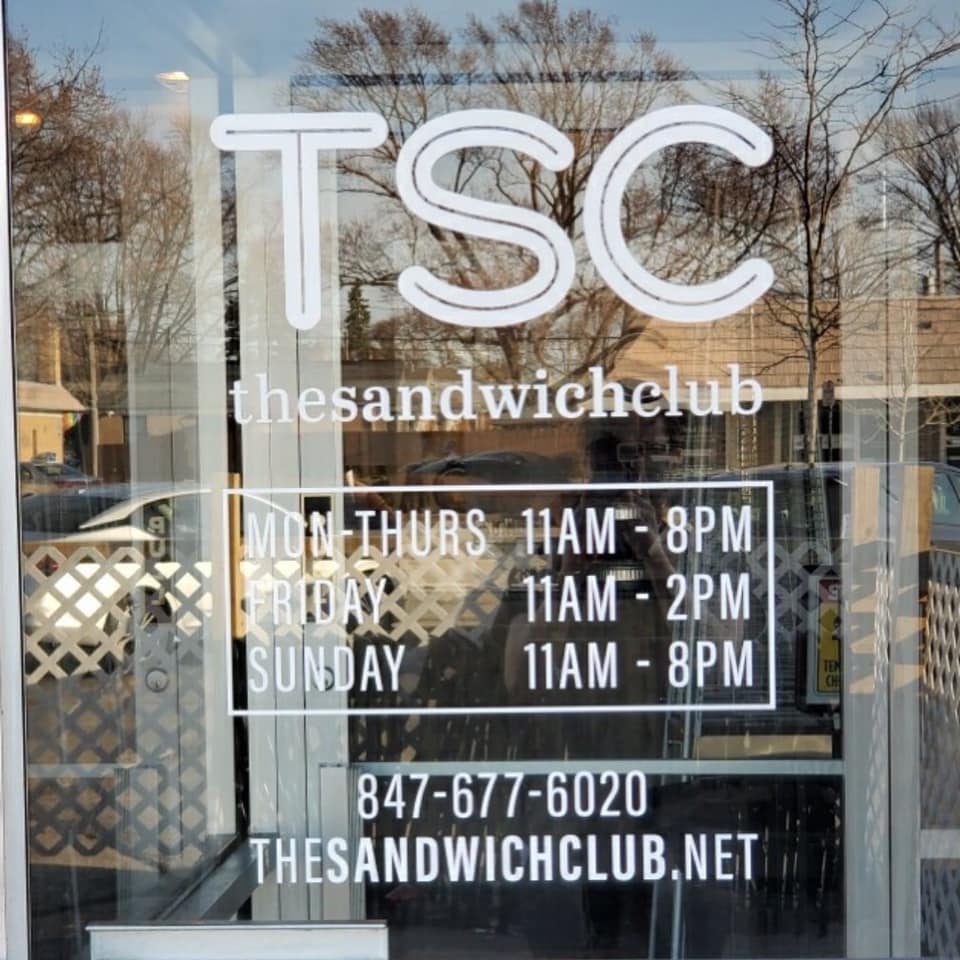 TSC
thesandwichclub
MON-THURS 11AM - 8PM
FRIDAY 11AM - 2PM
SUNDAY 11AM - 8PM
847-677-6020
THESANDWICHCLUB.NET